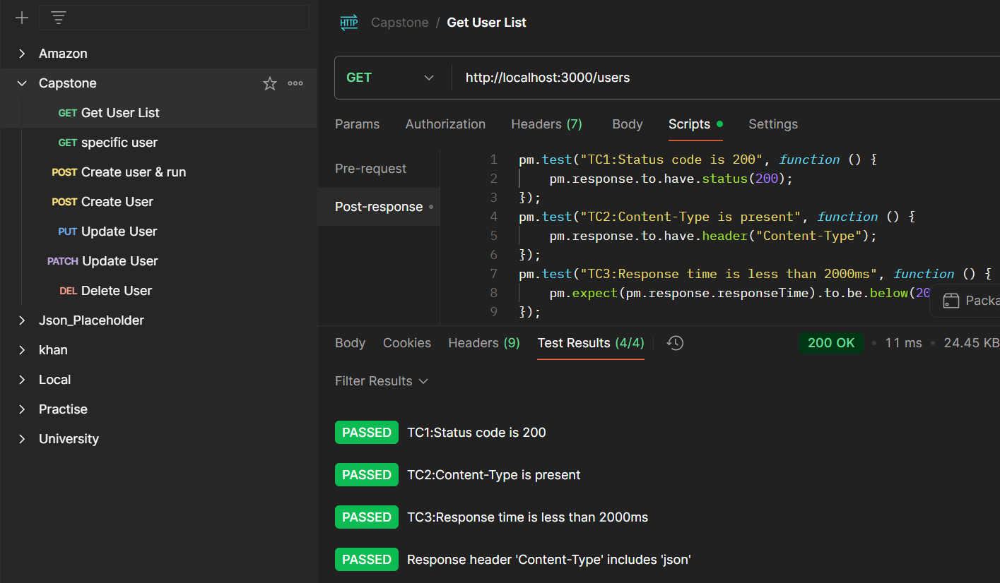 Amazon
Capstone
GET Get User List
GET specific user
POST Create user & run
POST Create User
PUT Update User
PATCH Update User
DEL Delete User
Json_Placeholder
khan
Local
Practise
University
HTTP Capstone / Get User List
GET http://localhost:3000/users
Params Authorization Headers (7) Body Scripts Settings
Pre-request
Post-response
1 pm.test("TC1:Status code is 200", function () {
2 pm.response.to.have.status(200);
3 });
4 pm.test("TC2:Content-Type is present", function () {
5 pm.response.to.have.header("Content-Type");
6 });
7 pm.test("TC3:Response time is less than 2000ms", function () {
8 pm.expect(pm.response.responseTime).to.be.below(20
9 });
Packa
Body Cookies Headers (9) Test Results (4/4) 200 OK • 11 ms • 24.45 KB
Filter Results
PASSED TC1:Status code is 200
PASSED TC2:Content-Type is present
PASSED TC3:Response time is less than 2000ms
PASSED Response header 'Content-Type' includes 'json'